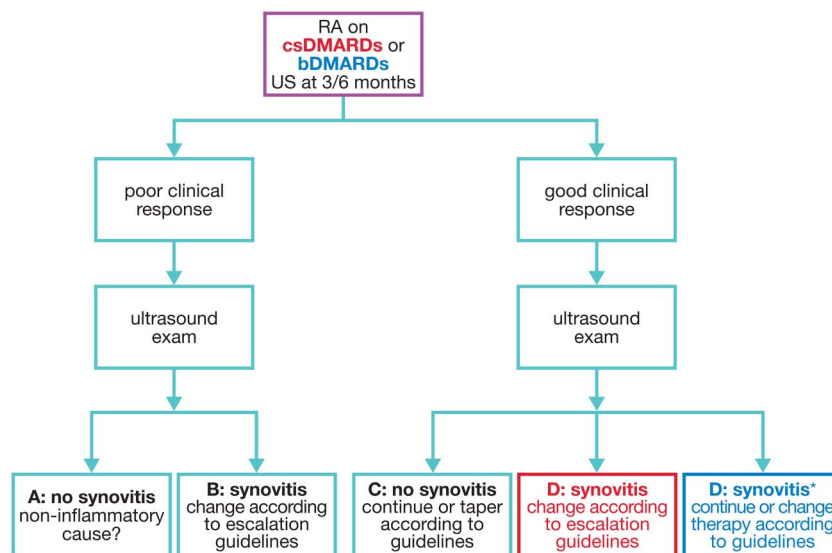 RA on
csDMARDs or
bDMARDs
US at 3/6 months
poor clinical
response
good clinical
response
ultrasound
exam
ultrasound
exam
A: no synovitis
non-inflammatory
cause?
B: synovitis
change according
to escalation
guidelines
C: no synovitis
continue or taper
according to
guidelines
D: synovitis
change according
to escalation
guidelines
D: synovitis*
continue or change
therapy according
to guidelines